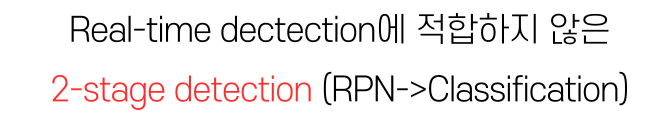 Real-time dectection에 적합하지 않은
2-stage detection (RPN->Classification)